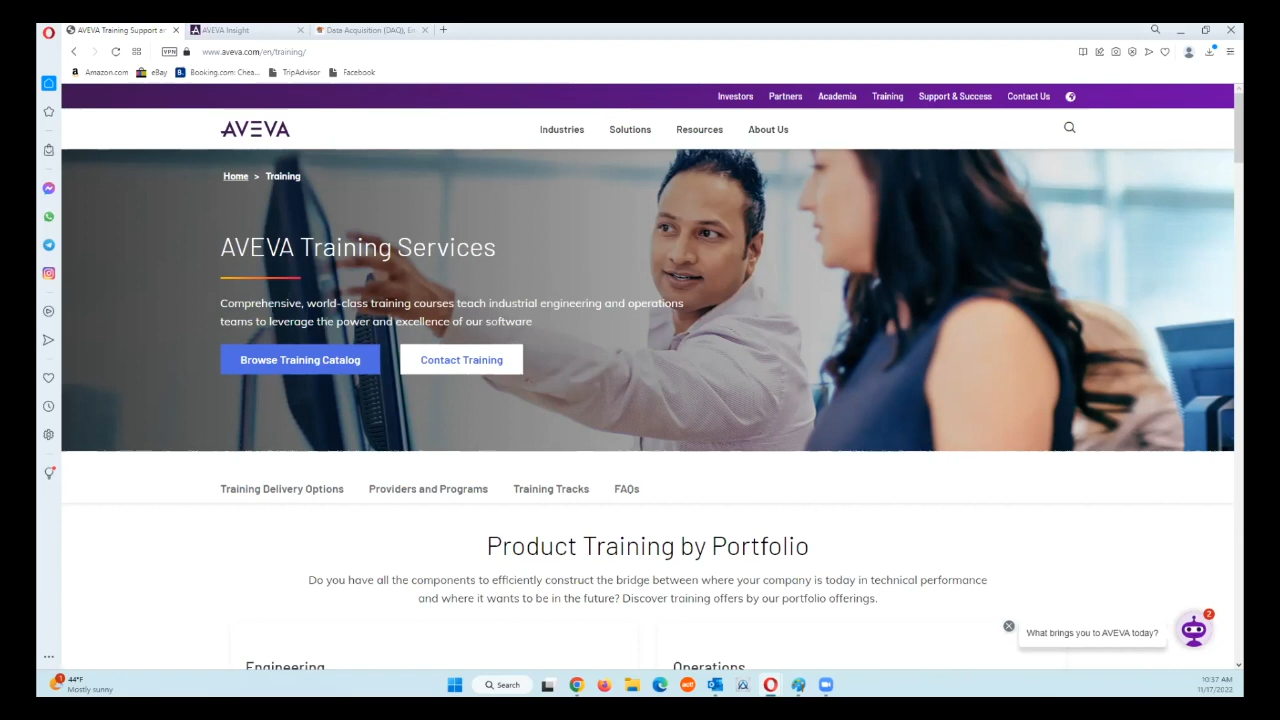 AVEVA Training Support ar
AVEVA Insight
Data Acquisition (DAQ), En
VPN
www.aveva.com/en/training/
Amazon.com
eBay
Booking.com: Chea...
TripAdvisor
Facebook
Investors
Partners
Academia
Training
Support & Success
Contact Us
AVEVA
Industries
Solutions
Resources
About Us
Home > Training
AVEVA Training Services
Comprehensive, world-class training courses teach industrial engineering and operations
teams to leverage the power and excellence of our software
Browse Training Catalog
Contact Training
Training Delivery Options
Providers and Programs
Training Tracks
FAQs
Product Training by Portfolio
Do you have all the components to efficiently construct the bridge between where your company is today in technical performance
and where it wants to be in the future? Discover training offers by our portfolio offerings.
What brings you to AVEVA today?
2
Engineering
Operations
1
44°F
Mostly sunny
Search
10:37 AM
11/17/2022